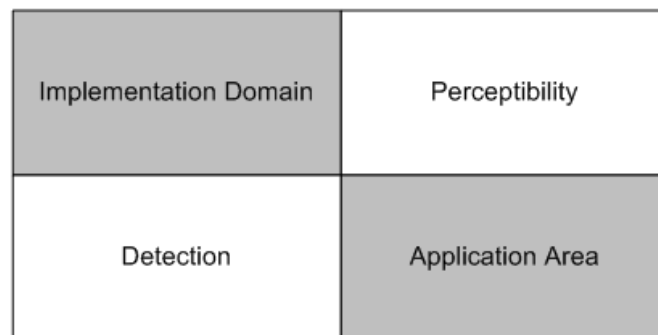 Implementation Domain
Perceptibility
Detection
Application Area